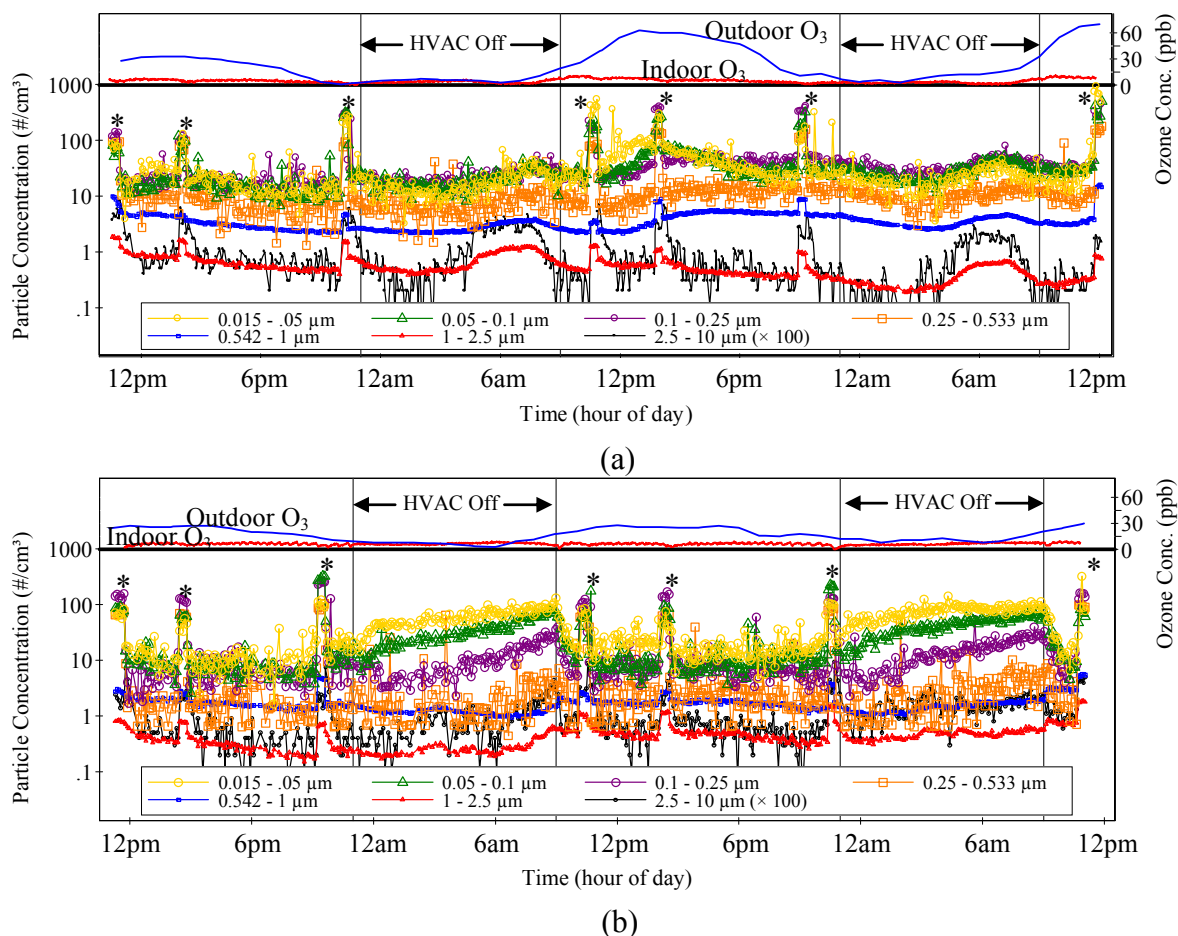 Outdoor O₃
HVAC Off
HVAC Off
Indoor O₃
60
30
0
Ozone Conc. (ppb)
1000
100
10
1
.1
Particle Concentration (#/cm³)
* * * * * * *
0.015 - .05 µm 0.05 - 0.1 µm 0.1 - 0.25 µm 0.25 - 0.533 µm
0.542 - 1 µm 1 - 2.5 µm 2.5 - 10 µm (× 100)
12pm 6pm 12am 6am 12pm 6pm 12am 6am 12pm
Time (hour of day)
(a)
HVAC Off
HVAC Off
Outdoor O₃
Indoor O₃
60
30
0
Ozone Conc. (ppb)
1000
100
10
1
.1
Particle Concentration (#/cm³)
* * * * * * *
0.015 - .05 µm 0.05 - 0.1 µm 0.1 - 0.25 µm 0.25 - 0.533 µm
0.542 - 1 µm 1 - 2.5 µm 2.5 - 10 µm (× 100)
12pm 6pm 12am 6am 12pm 6pm 12am 6am 12pm
Time (hour of day)
(b)